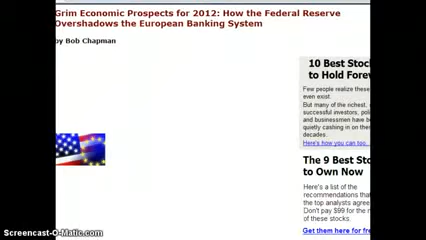 Grim Economic Prospects for 2012: How the Federal Reserve
Overshadows the European Banking System
by Bob Chapman
10 Best Stoc
to Hold Forev
Few people realize these
even exist.
But many of the richest,
successful investors, poli
and businessmen have be
quietly cashing in on the
decades.
Here's how you can, too.
The 9 Best Sto
to Own Now
Here's a list of the
recommendations that
the top analysts agree
Don't pay $99 for the n
of these stocks.
Get them here for fre
Screencast-O-Matic.com